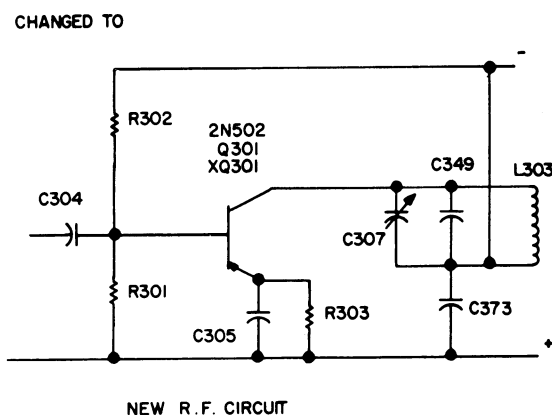 CHANGED TO
-
R302
2N502
Q301
XQ301
C304
C349
L303
C307
R301
C305
R303
C373
+
NEW R.F. CIRCUIT